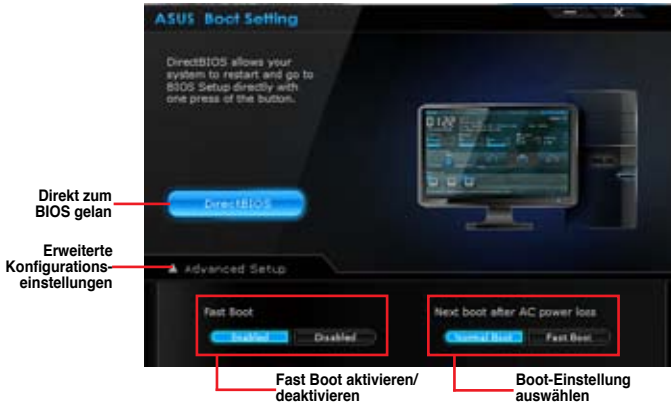 ASUS Boot Setting
DirectBIOS allows your
system to restart and go to
BIOS Setup directly with
one press of the button.
Direkt zum
BIOS gelan
DirectBIOS
Erweiterte
Konfigurations-
einstellungen
Advanced Setup
Fast Boot
Enabled Disabled
Next boot after AC power loss
Normal Boot Fast Boot
Fast Boot aktivieren/
deaktivieren
Boot-Einstellung
auswählen